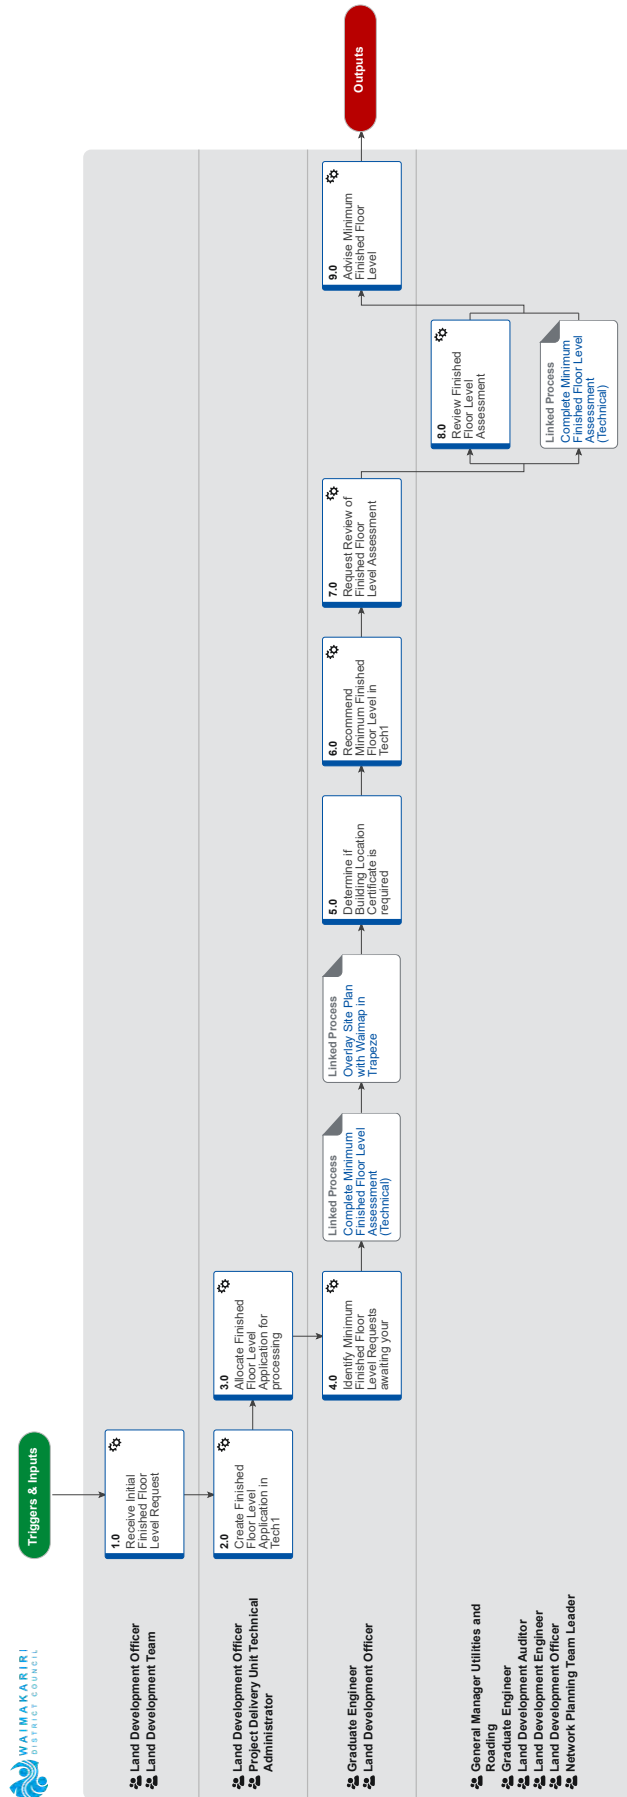 WAIMAKARIRI
DISTRICT COUNCIL
Triggers & Inputs
Land Development Officer
Land Development Team
1.0
Receive Initial
Finished Floor
Level Request
Land Development Officer
Project Delivery Unit Technical
Administrator
2.0
Create Finished
Floor Level
Application in
Tech1
3.0
Allocate Finished
Floor Level
Application for
processing
Graduate Engineer
Land Development Officer
4.0
Identify Minimum
Finished Floor
Level Requests
awaiting your
Linked Process
Complete Minimum
Finished Floor Level
Assessment
(Technical)
Linked Process
Overlay Site Plan
with Waimap in
Trapeze
5.0
Determine if
Building Location
Certificate is
required
6.0
Recommend
Minimum Finished
Floor Level in
Tech1
7.0
Request Review of
Finished Floor
Level Assessment
9.0
Advise Minimum
Finished Floor
Level
Outputs
General Manager Utilities and
Roading
Graduate Engineer
Land Development Auditor
Land Development Engineer
Land Development Officer
Network Planning Team Leader
8.0
Review Finished
Floor Level
Assessment
Linked Process
Complete Minimum
Finished Floor Level
Assessment
(Technical)